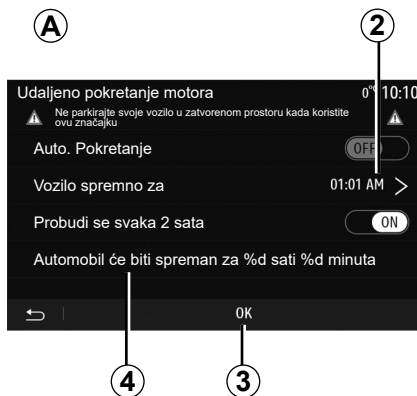 A
2
Udaljeno pokretanje motora 0° 10:10
Ne parkirajte svoje vozilo u zatvorenom prostoru kada koristite
ovu značajku
Auto. Pokretanje OFF
Vozilo spremno za 01:01 AM
Probudi se svaka 2 sata ON
Automobil će biti spreman za %d sati %d minuta
OK
4
3